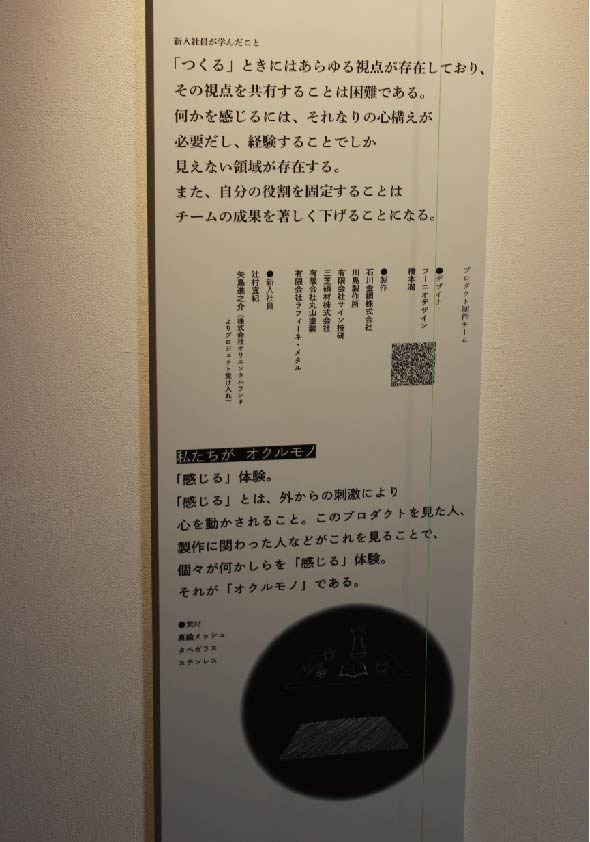 新入社員が学んだこと
「つくる」ときにはあらゆる視点が存在しており、
その視点を共有することは困難である。
何かを感じるには、それなりの心構えが
必要だし、経験することでしか
見えない領域が存在する。
また、自分の役割を固定することは
チームの成果を著しく下げることになる。
プロダクト制作チーム
●デザイナー
フーニオデザイン
橋本潤
●製作
石川金網株式会社
川島製作所
有限会社サイン技研
三芝硝材株式会社
有限会社丸山塗装
有限会社ラフィーネ・メタル
●新入社員
辻村宣紀
矢島進之介（株式会社オリエンタルランド
よりプロジェクト受け入れ）
私たちが オクルモノ
「感じる」体験。
「感じる」とは、外からの刺激により
心を動かされること。このプロダクトを見た人、
製作に関わった人などがこれを見ることで、
個々が何かしらを「感じる」体験。
それが「オクルモノ」である。
●素材
真鍮メッシュ
タペガラス
ステンレス